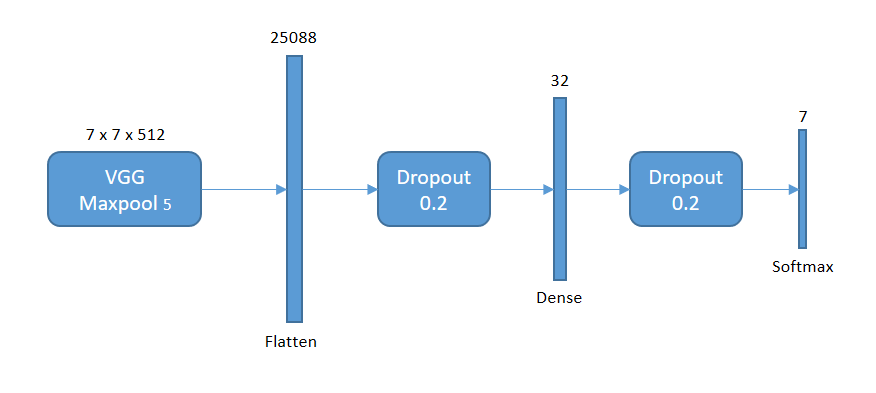 25088
32
7
7 x 7 x 512
VGG
Maxpool 5
Dropout
0.2
Dropout
0.2
Softmax
Dense
Flatten